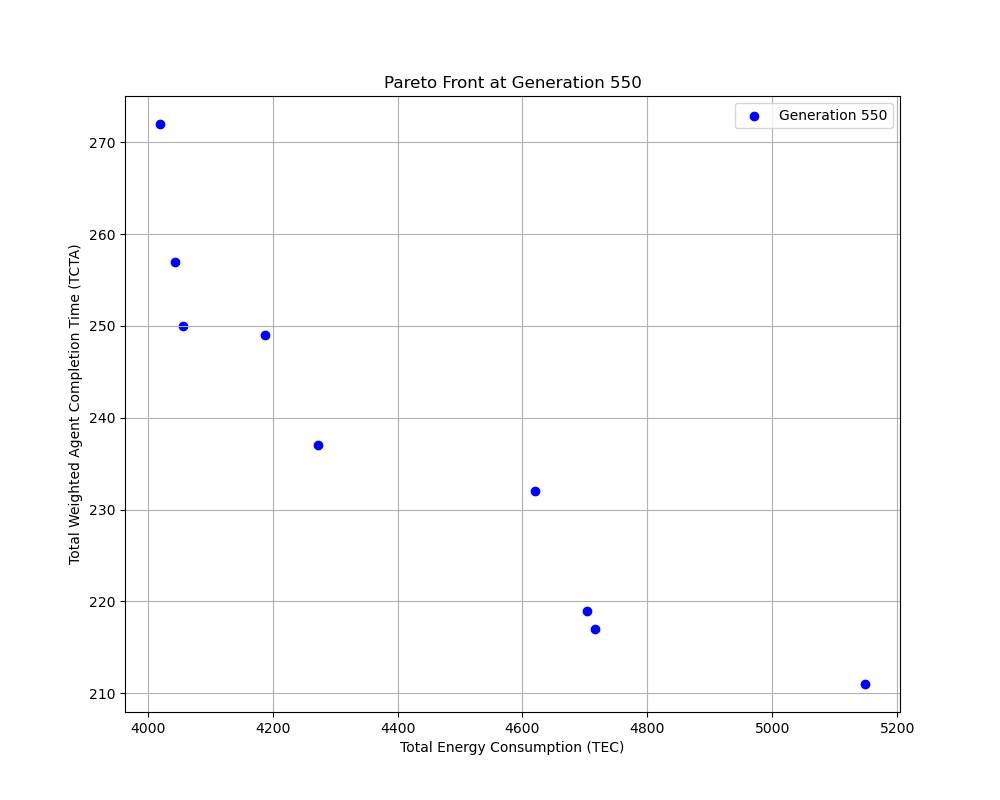 Pareto Front at Generation 550
Generation 550
Total Weighted Agent Completion Time (TCTA)
270
260
250
240
230
220
210
4000 4200 4400 4600 4800 5000 5200
Total Energy Consumption (TEC)